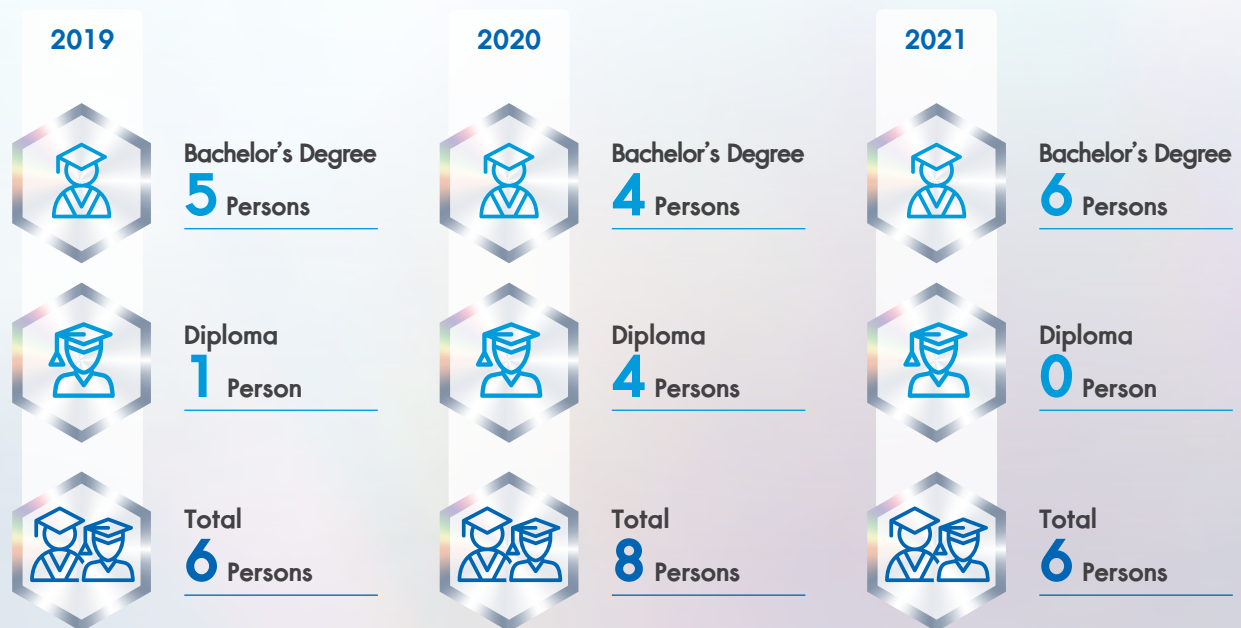 2019
Bachelor's Degree
5 Persons
Diploma
1 Person
Total
6 Persons
2020
Bachelor's Degree
4 Persons
Diploma
4 Persons
Total
8 Persons
2021
Bachelor's Degree
6 Persons
Diploma
0 Person
Total
6 Persons